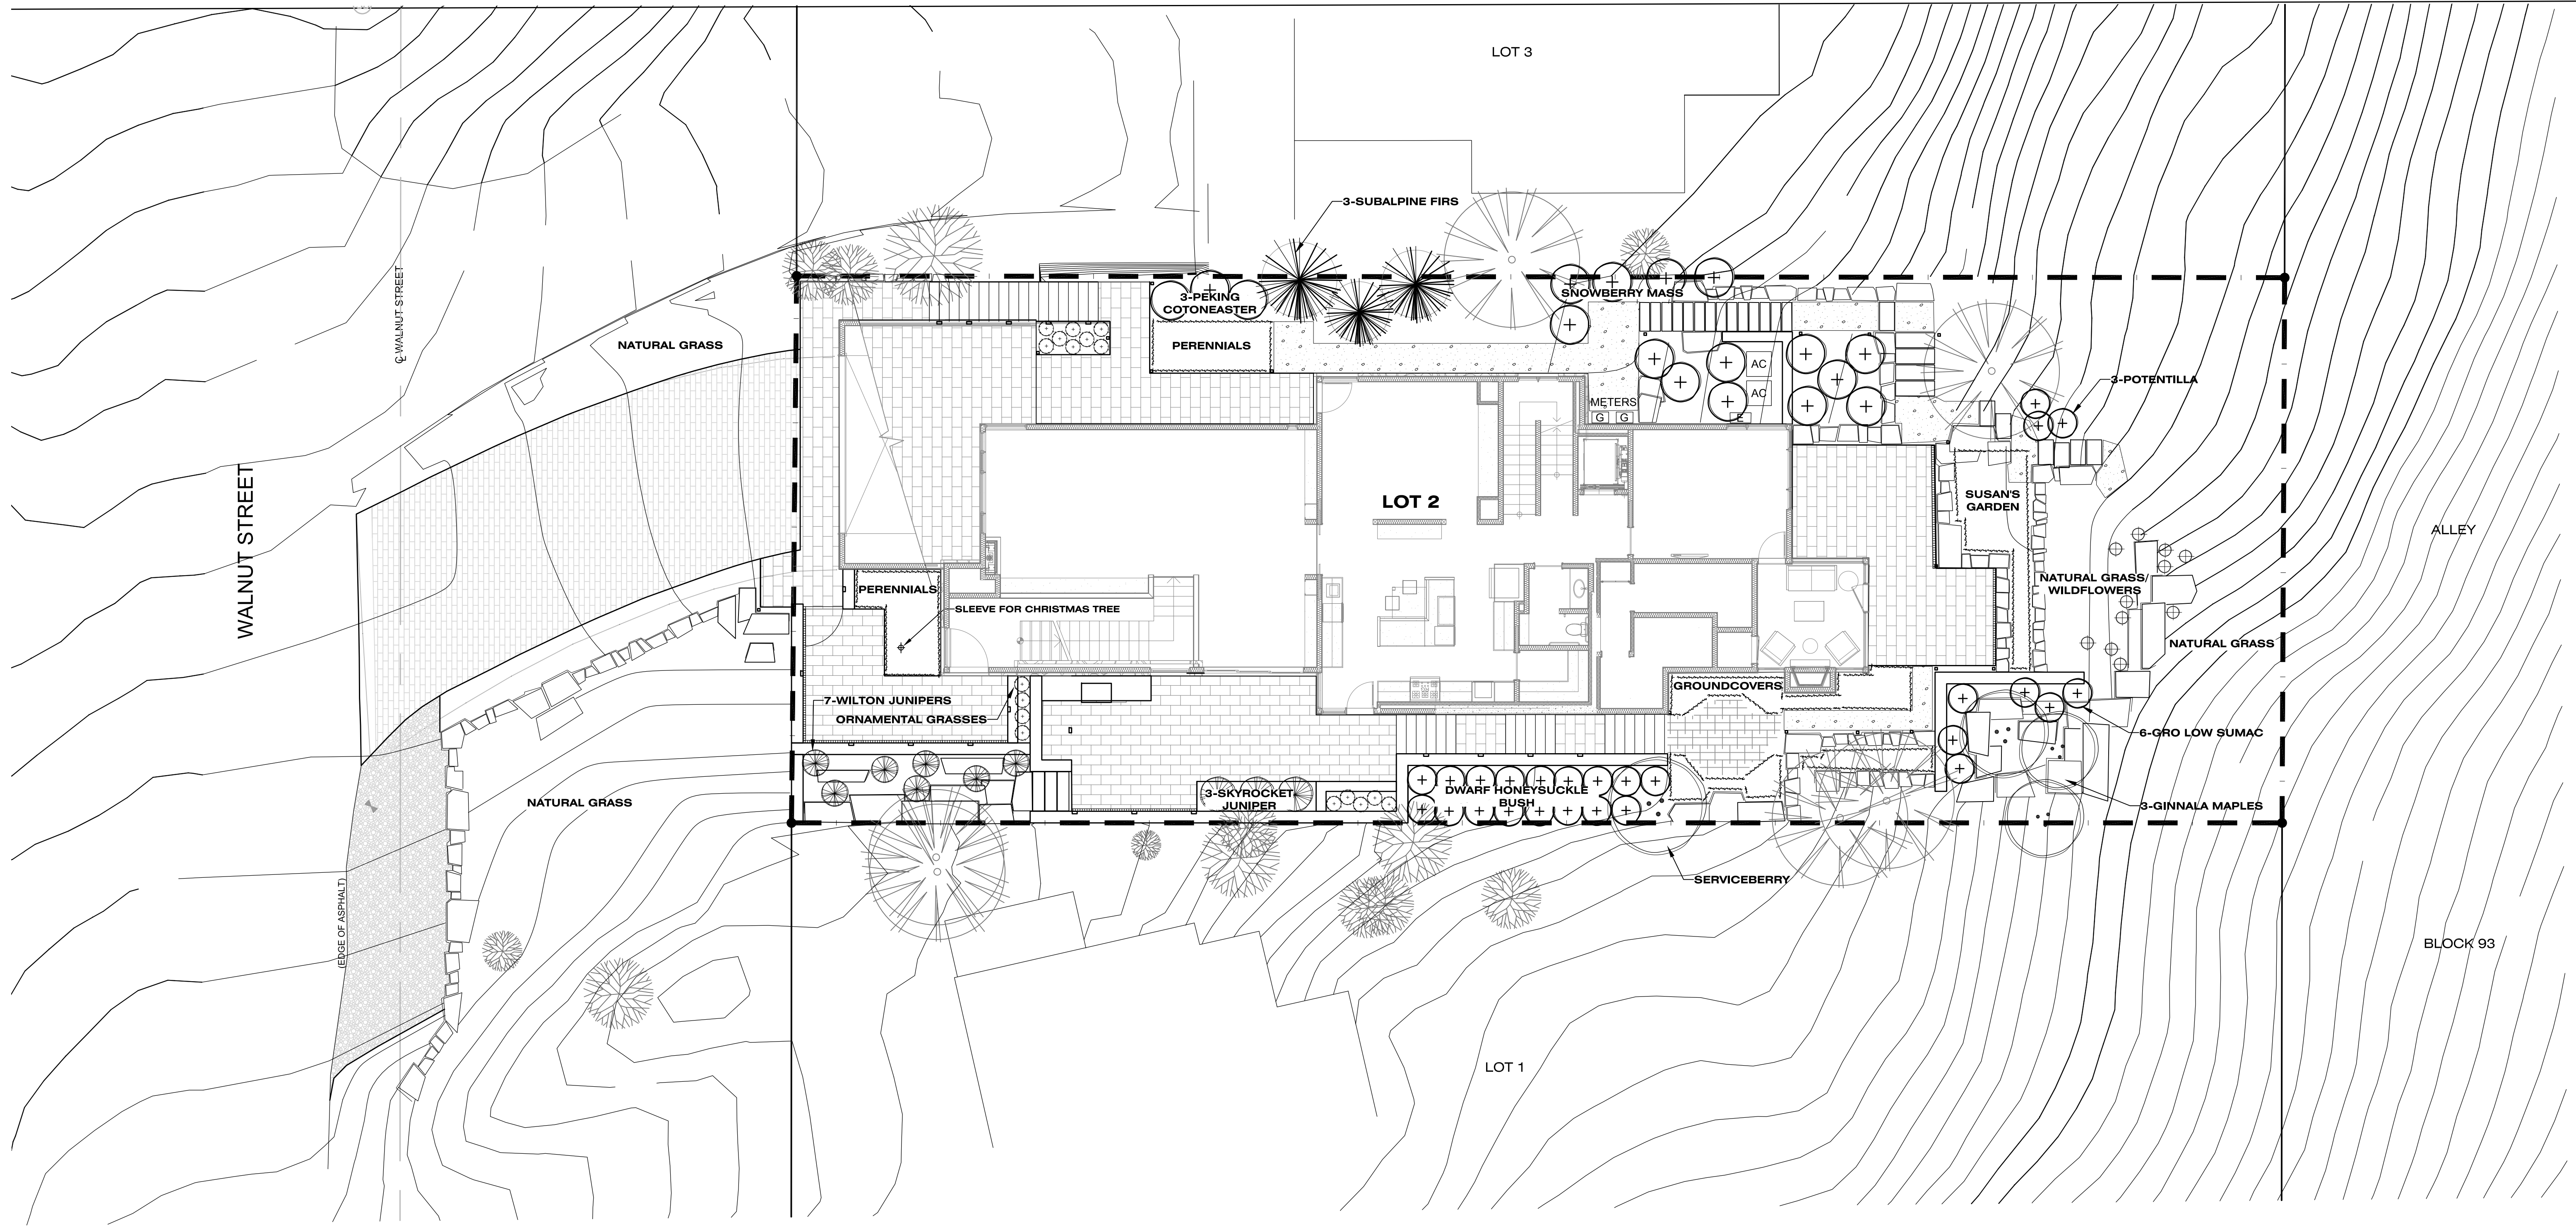 LOT 3
3-SUBALPINE FIRS
3-PEKING
COTONEASTER
SNOWBERRY MASS
℄ WALNUT STREET
NATURAL GRASS
PERENNIALS
AC
AC
METERS
G G
E
3-POTENTILLA
WALNUT STREET
LOT 2
SUSAN'S
GARDEN
ALLEY
PERENNIALS
SLEEVE FOR CHRISTMAS TREE
NATURAL GRASS/
WILDFLOWERS
NATURAL GRASS
GROUNDCOVERS
7-WILTON JUNIPERS
ORNAMENTAL GRASSES
6-GRO LOW SUMAC
NATURAL GRASS
3-SKYROCKET
JUNIPER
DWARF HONEYSUCKLE
BUSH
3-GINNALA MAPLES
SERVICEBERRY
(EDGE OF ASPHALT)
BLOCK 93
LOT 1